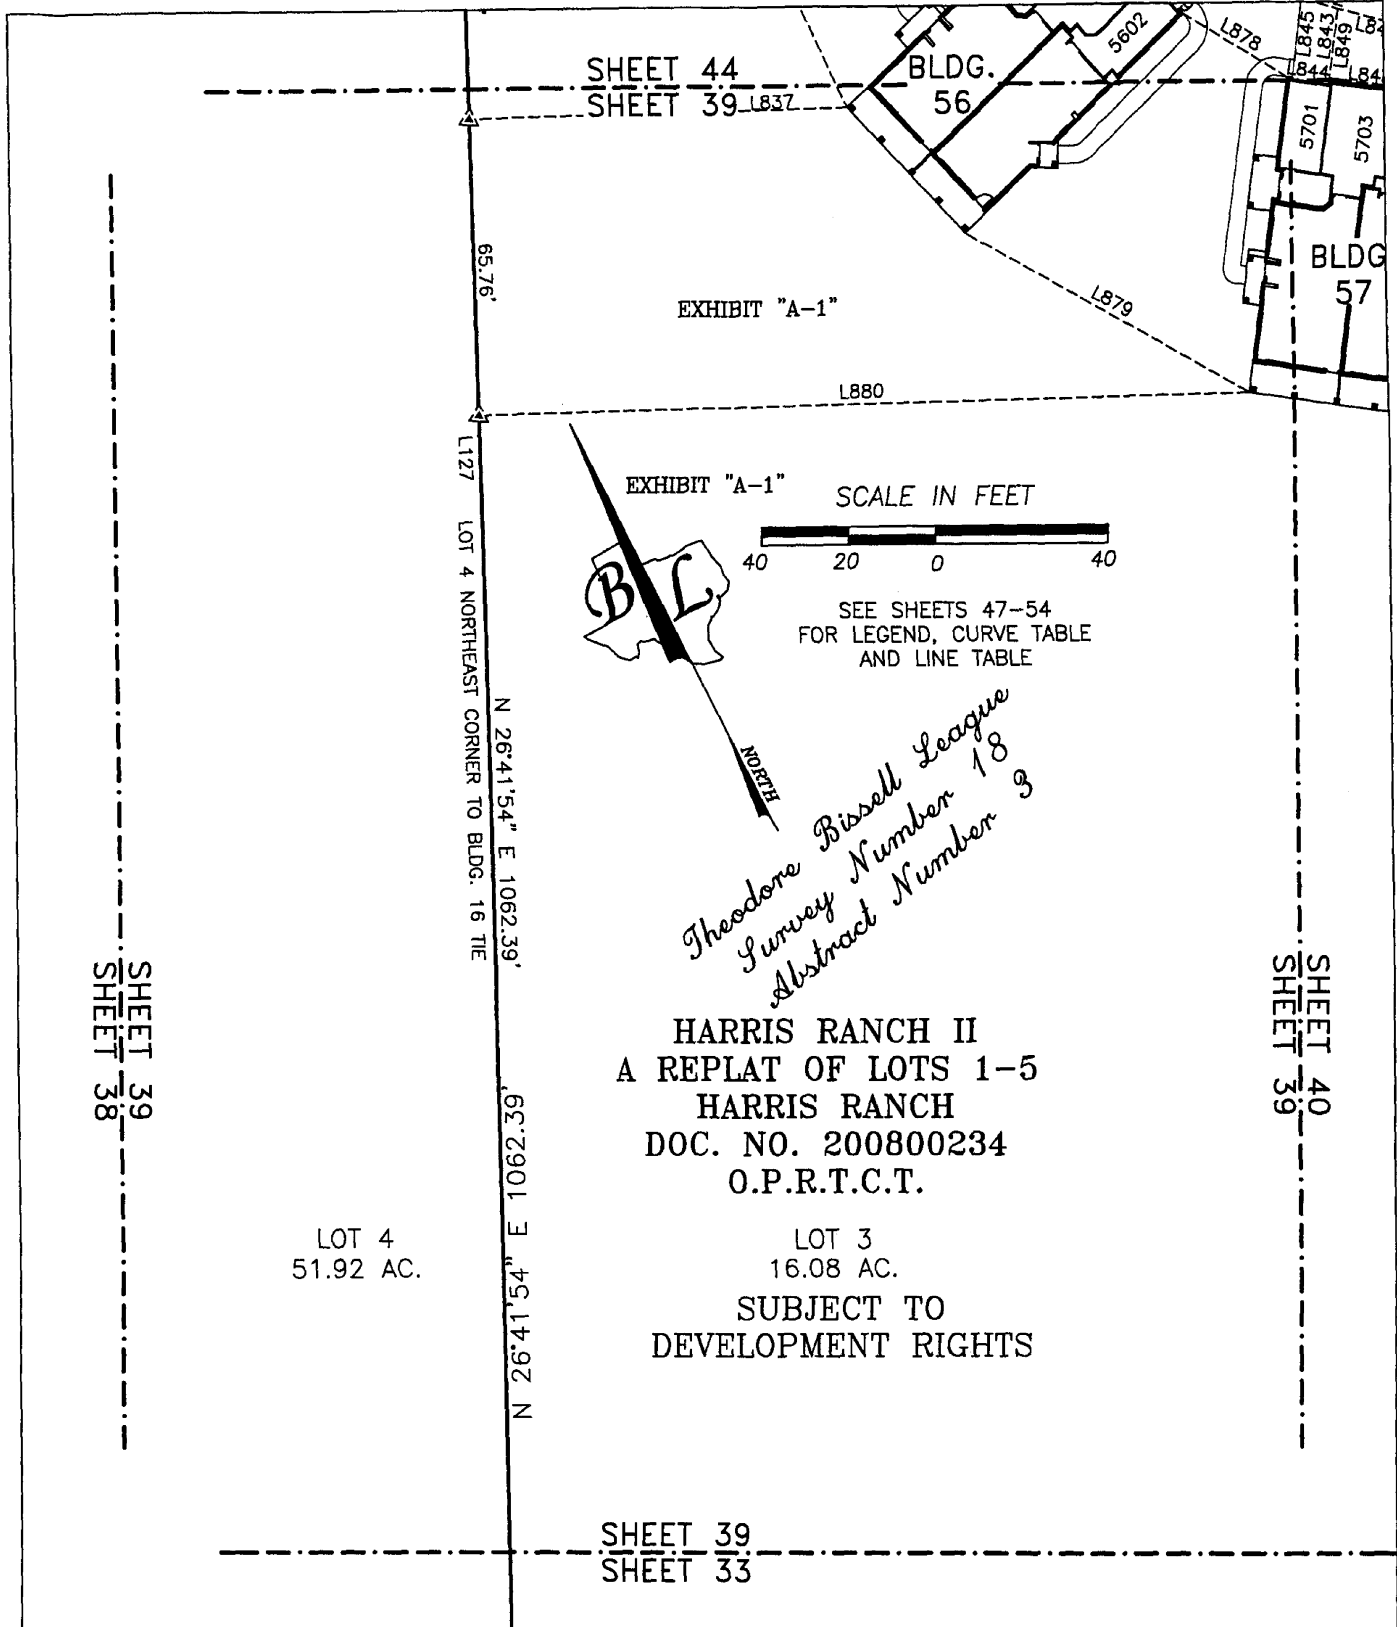 SHEET 44
SHEET 39
L837
BLDG.
56
5602
L878
L845
L843
L849
L844
5701
5703
BLDG
57
65.76'
EXHIBIT "A-1"
L879
L880
L127
LOT 4 NORTHEAST CORNER TO BLDG. 16 TIE
EXHIBIT "A-1"
SCALE IN FEET
40 20 0 40
SEE SHEETS 47-54
FOR LEGEND, CURVE TABLE
AND LINE TABLE
B L
NORTH
N 26°41'54" E 1062.39'
Theodore Bissell League
Survey Number 18
Abstract Number 3
SHEET 39
SHEET 38
SHEET 40
SHEET 39
HARRIS RANCH II
A REPLAT OF LOTS 1-5
HARRIS RANCH
DOC. NO. 200800234
O.P.R.T.C.T.
N 26°41'54" E 1062.39'
LOT 4
51.92 AC.
LOT 3
16.08 AC.
SUBJECT TO
DEVELOPMENT RIGHTS
SHEET 39
SHEET 33